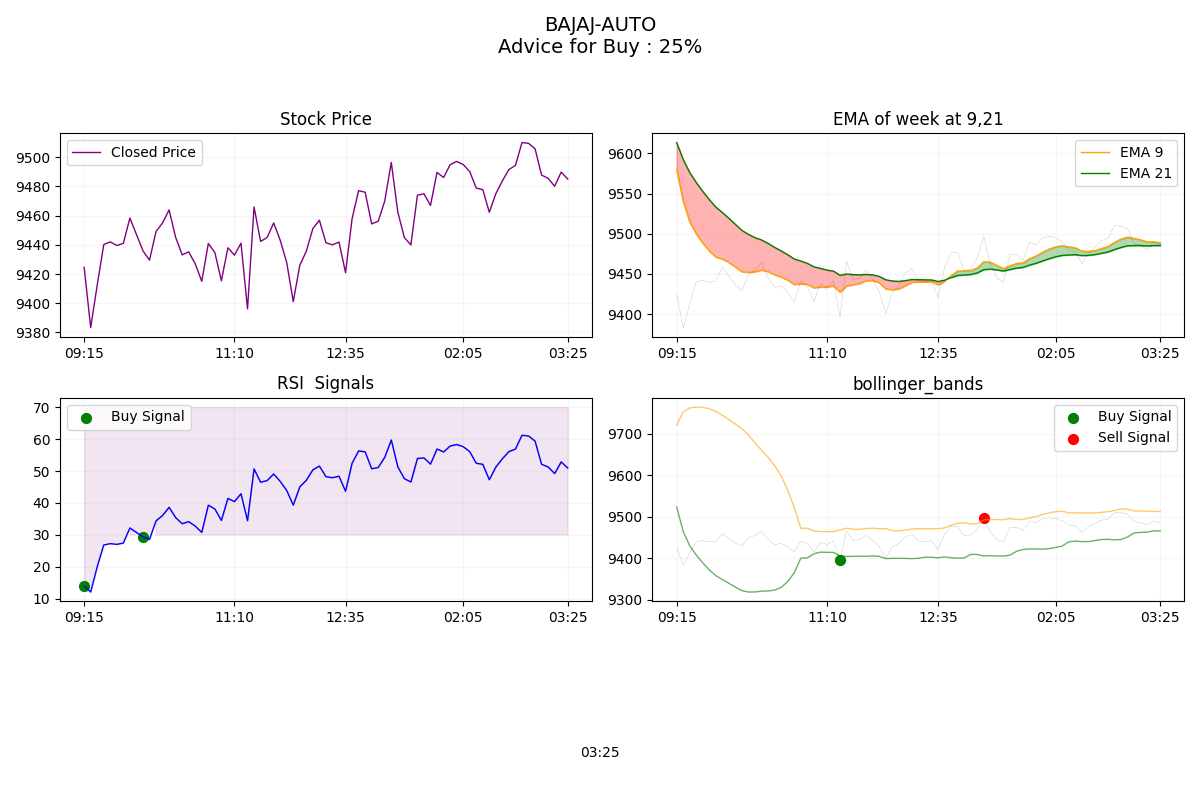 BAJAJ-AUTO
Advice for Buy : 25%
Stock Price
Closed Price
9500
9480
9460
9440
9420
9400
9380
09:15 11:10 12:35 02:05 03:25
EMA of week at 9,21
EMA 9
EMA 21
9600
9550
9500
9450
9400
09:15 11:10 12:35 02:05 03:25
RSI  Signals
Buy Signal
70
60
50
40
30
20
10
09:15 11:10 12:35 02:05 03:25
bollinger_bands
Buy Signal
Sell Signal
9700
9600
9500
9400
9300
09:15 11:10 12:35 02:05 03:25
03:25